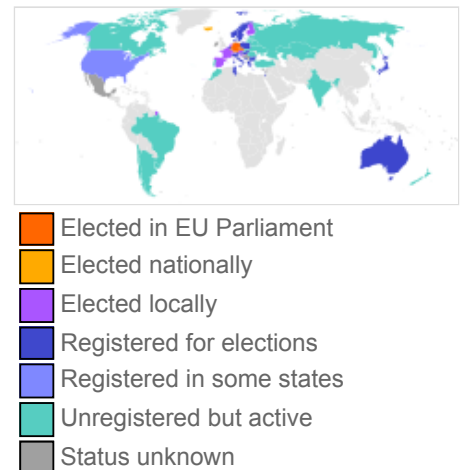 Elected in EU Parliament
Elected nationally
Elected locally
Registered for elections
Registered in some states
Unregistered but active
Status unknown